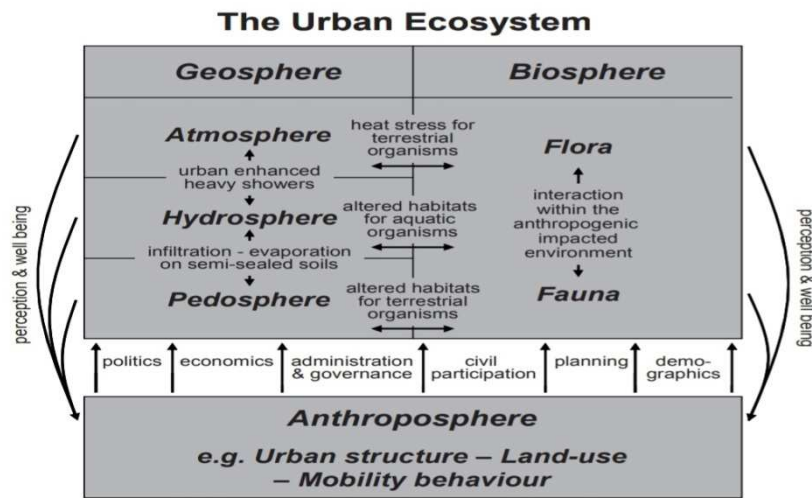 The Urban Ecosystem
Geosphere
Biosphere
Atmosphere
urban enhanced
heavy showers
Hydrosphere
infiltration - evaporation
on semi-sealed soils
Pedosphere
heat stress for
terrestrial
organisms
altered habitats
for aquatic
organisms
altered habitats
for terrestrial
organisms
Flora
interaction
within the
anthropogenic
impacted
environment
Fauna
perception & well being
perception & well being
politics
economics
administration
& governance
civil
participation
planning
demo-
graphics
Anthroposphere
e.g. Urban structure – Land-use
– Mobility behaviour